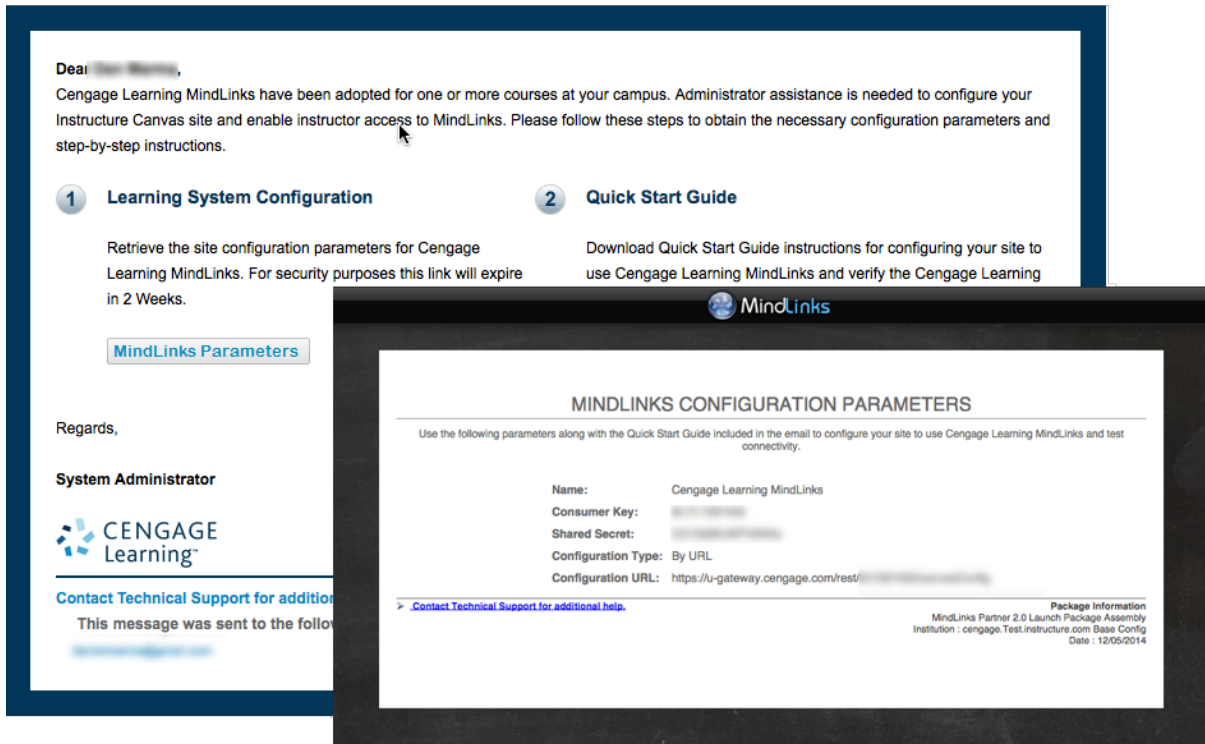 Dear ,
Cengage Learning MindLinks have been adopted for one or more courses at your campus. Administrator assistance is needed to configure your
Instructure Canvas site and enable instructor access to MindLinks. Please follow these steps to obtain the necessary configuration parameters and
step-by-step instructions.
1 Learning System Configuration
Retrieve the site configuration parameters for Cengage
Learning MindLinks. For security purposes this link will expire
in 2 Weeks.
MindLinks Parameters
2 Quick Start Guide
Download Quick Start Guide instructions for configuring your site to
use Cengage Learning MindLinks and verify the Cengage Learning
Regards,
System Administrator
CENGAGE
Learning™
Contact Technical Support for addition
This message was sent to the follow
MindLinks
MINDLINKS CONFIGURATION PARAMETERS
Use the following parameters along with the Quick Start Guide included in the email to configure your site to use Cengage Learning MindLinks and test
connectivity.
Name: Cengage Learning MindLinks
Consumer Key:
Shared Secret:
Configuration Type: By URL
Configuration URL: https://u-gateway.cengage.com/rest/
➢ Contact Technical Support for additional help.
Package Information
MindLinks Partner 2.0 Launch Package Assembly
Institution : cengage.Test.instructure.com Base Config
Date : 12/05/2014